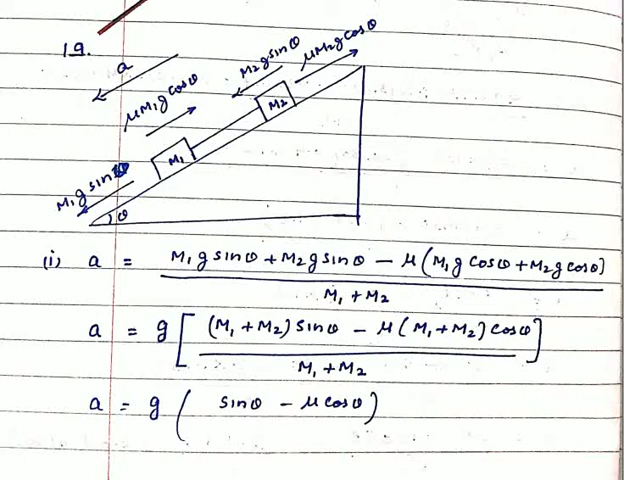 19.
a
M₂g sinθ
μM₂g cosθ
μM₁g cosθ
M₂
M₁
M₁g sinθ
θ
(i) a = M₁g sinθ + M₂g sinθ − μ(M₁g cosθ + M₂g cosθ)
M₁ + M₂
a = g [ (M₁ + M₂) sinθ − μ(M₁ + M₂) cosθ ]
M₁ + M₂
a = g ( sinθ − μ cosθ)